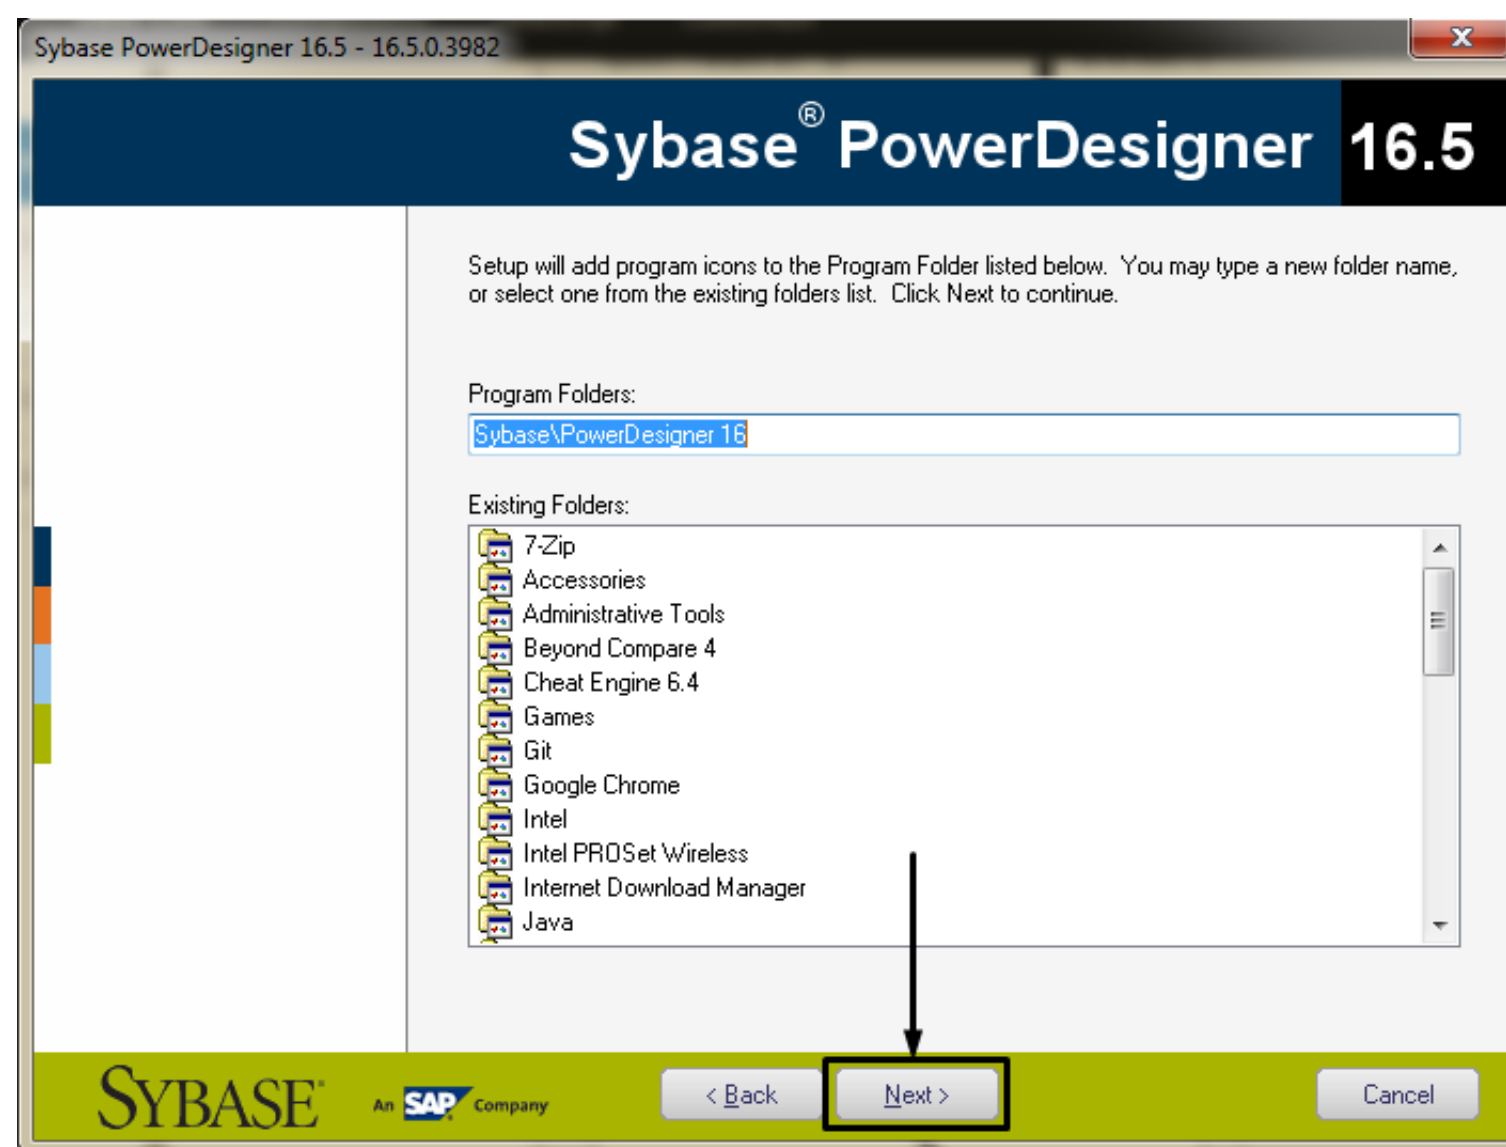 Sybase PowerDesigner 16.5 - 16.5.0.3982
x
Sybase® PowerDesigner 16.5
Setup will add program icons to the Program Folder listed below. You may type a new folder name,
or select one from the existing folders list. Click Next to continue.
Program Folders:
Sybase\PowerDesigner 16
Existing Folders:
7-Zip
Accessories
Administrative Tools
Beyond Compare 4
Cheat Engine 6.4
Games
Git
Google Chrome
Intel
Intel PROSet Wireless
Internet Download Manager
Java
SYBASE® An SAP Company
< Back
Next >
Cancel